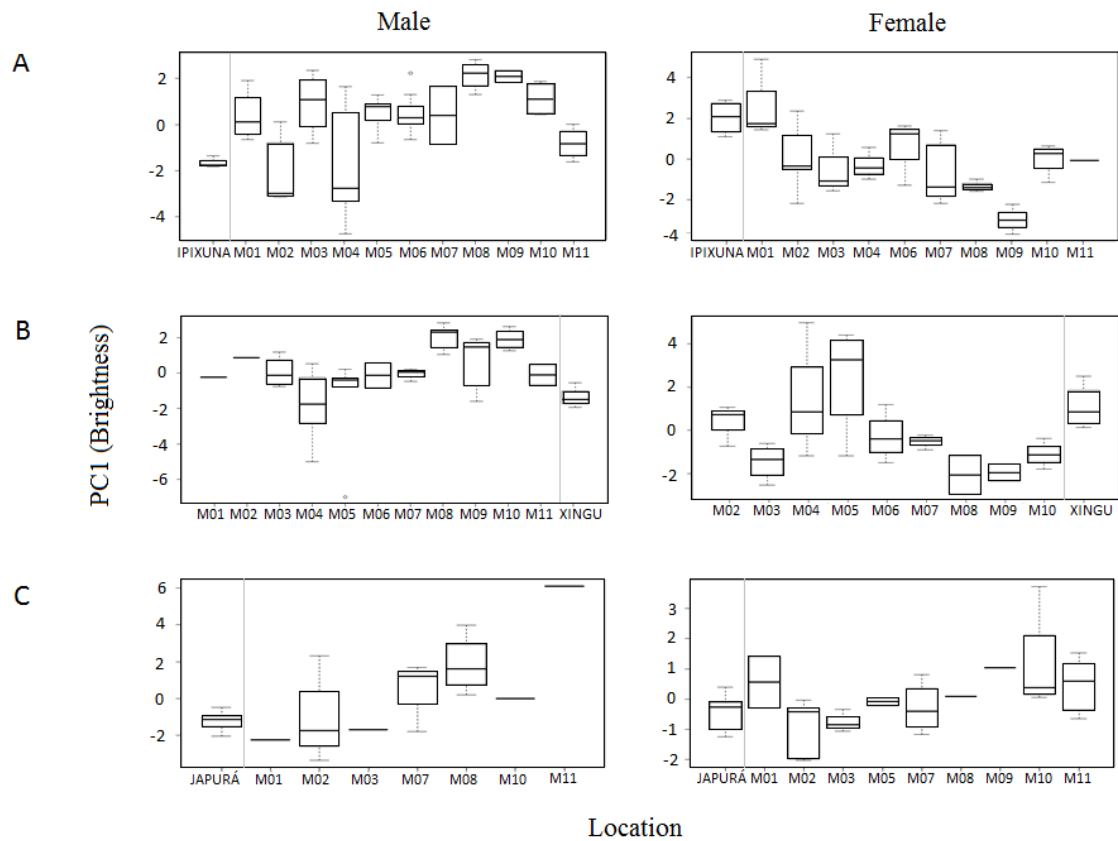 Male
Female
A
2
0
-2
-4
IPIXUNA M01 M02 M03 M04 M05 M06 M07 M08 M09 M10 M11
4
2
0
-2
-4
IPIXUNA M01 M02 M03 M04 M06 M07 M08 M09 M10 M11
B
PC1 (Brightness)
2
0
-2
-4
-6
M01 M02 M03 M04 M05 M06 M07 M08 M09 M10 M11 XINGU
4
2
0
-2
M02 M03 M04 M05 M06 M07 M08 M09 M10 XINGU
C
6
4
2
0
-2
JAPURÁ M01 M02 M03 M07 M08 M10 M11
3
2
1
0
-1
-2
JAPURÁ M01 M02 M03 M05 M07 M08 M09 M10 M11
Location